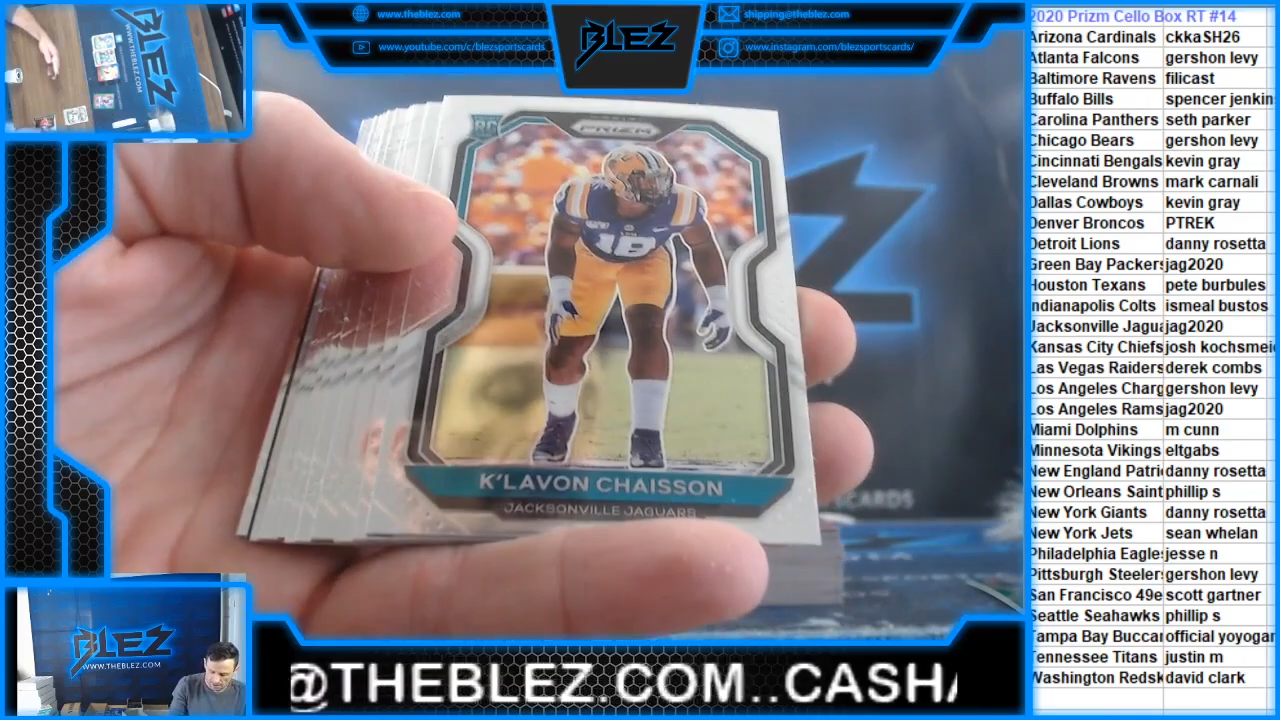 www.theblez.com
www.youtube.com/c/blezsportscards
BLEZ
shipping@theblez.com
www.instagram.com/blezsportscards/
BLEZ
RC
PRIZM
18
K'LAVON CHAISSON
JACKSONVILLE JAGUARS
CARDS
BLEZ
WWW.THEBLEZ.COM
@THEBLEZ.COM..CASHA
2020 Prizm Cello Box RT #14
Arizona Cardinals ckkaSH26
Atlanta Falcons gershon levy
Baltimore Ravens filicast
Buffalo Bills spencer jenkin
Carolina Panthers seth parker
Chicago Bears gershon levy
Cincinnati Bengals kevin gray
Cleveland Browns mark carnali
Dallas Cowboys kevin gray
Denver Broncos PTREK
Detroit Lions danny rosetta
Green Bay Packers jag2020
Houston Texans pete burbules
Indianapolis Colts ismeal bustos
Jacksonville Jagua jag2020
Kansas City Chiefs josh kochsmei
Las Vegas Raiders derek combs
Los Angeles Charg gershon levy
Los Angeles Rams jag2020
Miami Dolphins m cunn
Minnesota Vikings eltgabs
New England Patri danny rosetta
New Orleans Saint phillip s
New York Giants danny rosetta
New York Jets sean whelan
Philadelphia Eagle jesse n
Pittsburgh Steeler gershon levy
San Francisco 49e scott gartner
Seattle Seahawks phillip s
Tampa Bay Buccar official yoyogar
Tennessee Titans justin m
Washington Redsk david clark